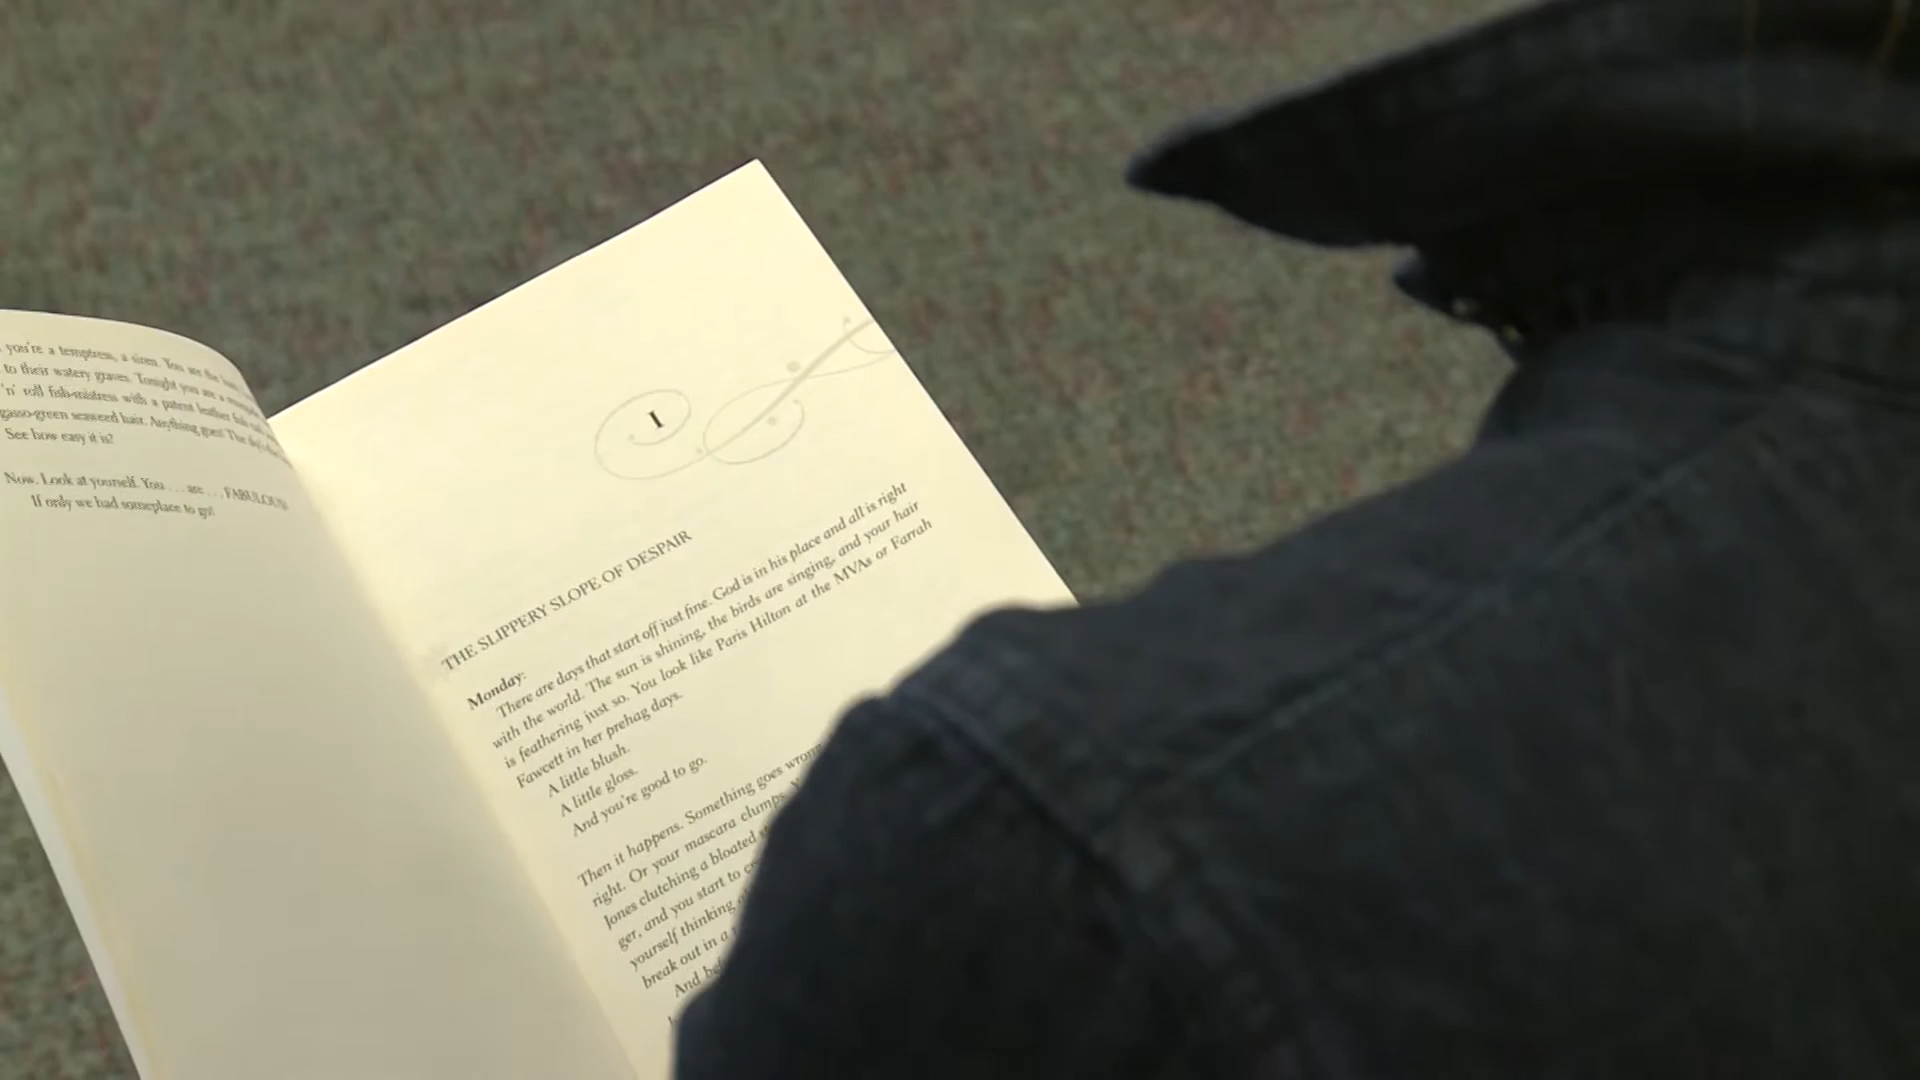 you're a temptress, a siren. You are the
to their watery graves. Tonight you are a
'n' roll fish-mistress with a patent leather fish
gasso-green seaweed hair. Anything goes! The sky's
See how easy it is?
Now. Look at yourself. You . . . are . . . FABULOUS!
If only we had someplace to go!
I
THE SLIPPERY SLOPE OF DESPAIR
Monday:
There are days that start off just fine. God is in his place and all is right
with the world. The sun is shining, the birds are singing, and your hair
is feathering just so. You look like Paris Hilton at the MVAs or Farrah
Fawcett in her prehag days.
A little blush.
A little gloss.
And you're good to go.
Then it happens. Something goes wrong
right. Or your mascara clumps.
Jones clutching a bloated
ger, and you start to
yourself thinking
break out in a
And